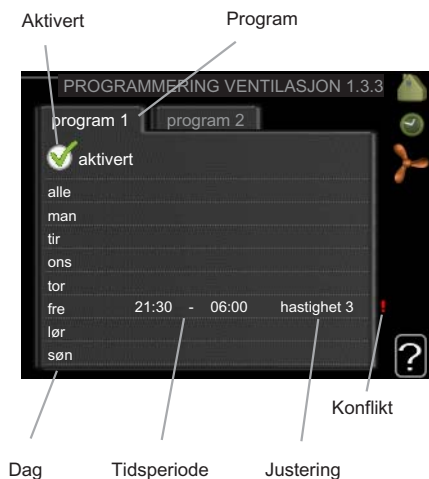 Aktivert Program
PROGRAMMERING VENTILASJON 1.3.3
program 1 program 2
aktivert
alle
man
tir
ons
tor
fre 21:30 - 06:00 hastighet 3 !
lør
søn
?
Konflikt
Dag Tidsperiode Justering